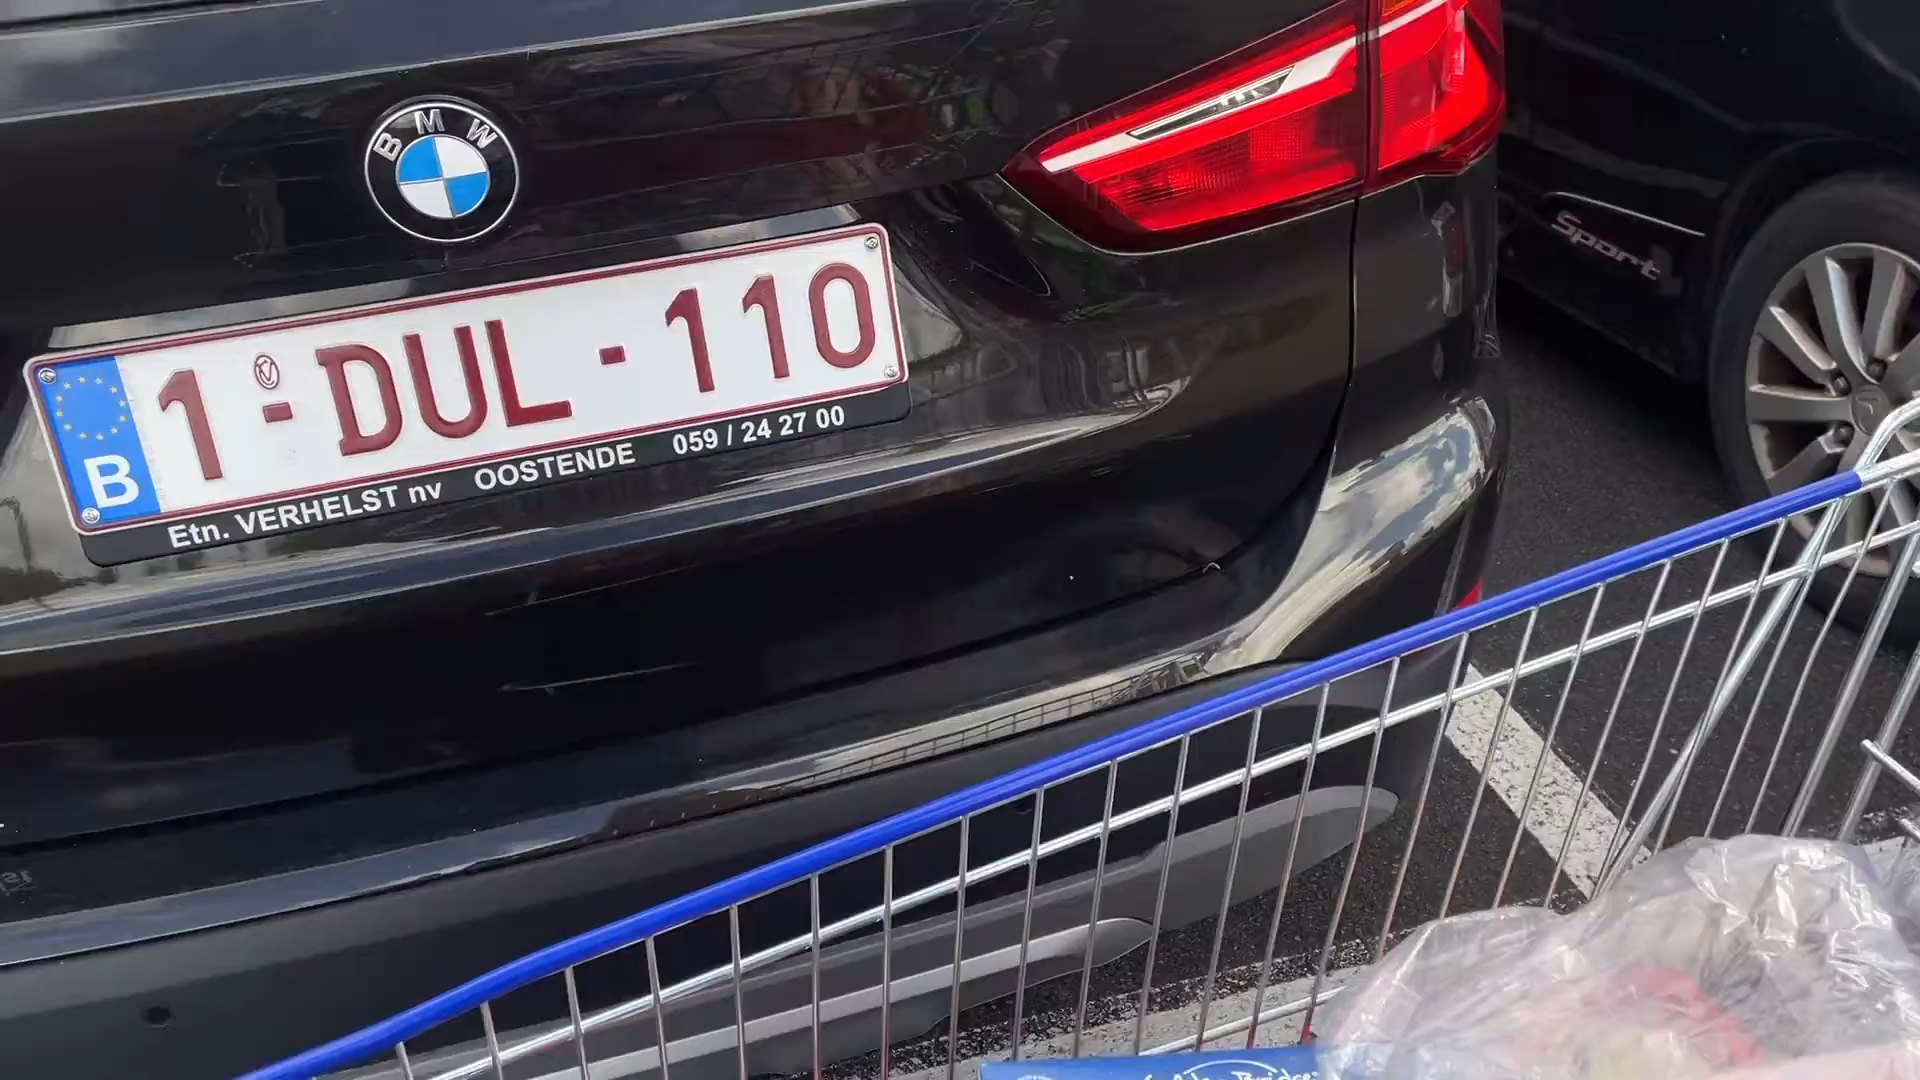 BMW
1-DUL-110
B
Etn. VERHELST nv OOSTENDE 059 / 24 27 00
Sport